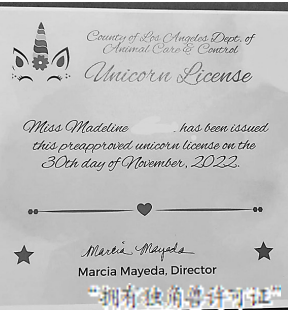 County of Los Angeles Dept. of
Animal Care & Control
Unicorn License
Miss Madeline has been issued
this preapproved unicorn license on the
30th day of November, 2022.
Marcia Mayeda
Marcia Mayeda, Director
“拥有独角兽许可证”